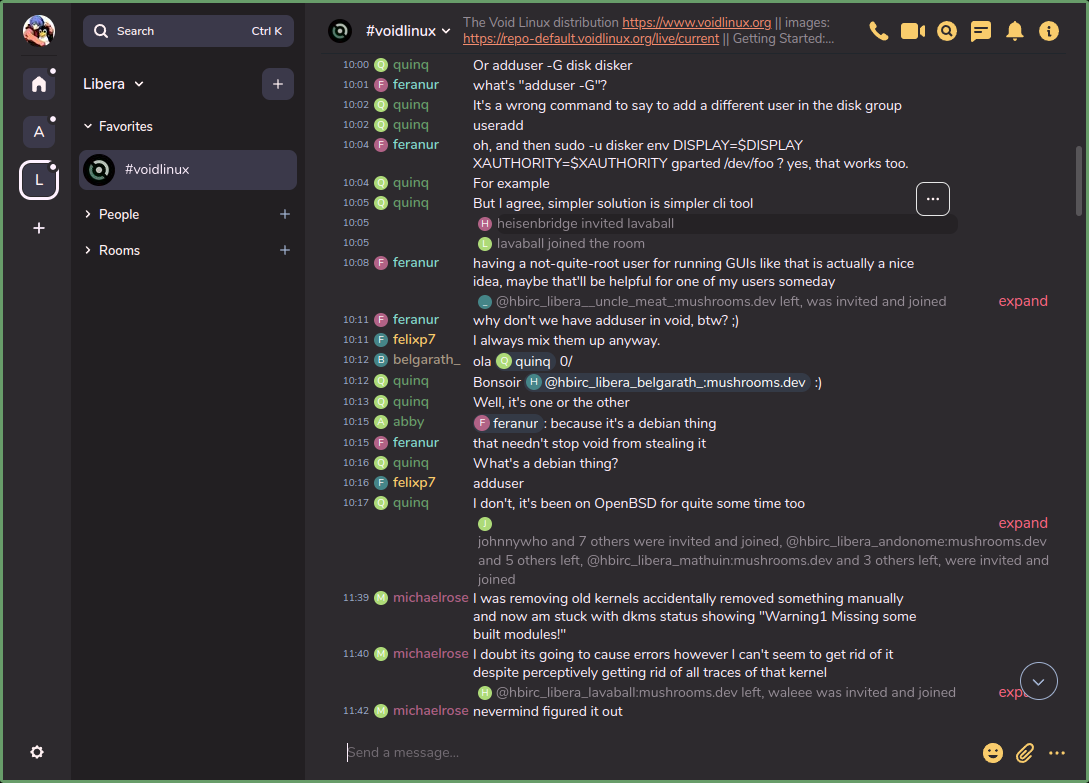 Search Ctrl K
Libera
Favorites
A
#voidlinux
L
People
Rooms
#voidlinux
The Void Linux distribution https://www.voidlinux.org || images:
https://repo-default.voidlinux.org/live/current || Getting Started:...
10:00 Q quinq Or adduser -G disk disker
10:01 F feranur what's "adduser -G"?
10:02 Q quinq It's a wrong command to say to add a different user in the disk group
10:02 Q quinq useradd
10:04 F feranur oh, and then sudo -u disker env DISPLAY=$DISPLAY
XAUTHORITY=$XAUTHORITY gparted /dev/foo ? yes, that works too.
10:04 Q quinq For example
10:05 Q quinq But I agree, simpler solution is simpler cli tool
10:05 H heisenbridge invited lavaball
10:05 L lavaball joined the room
10:08 F feranur having a not-quite-root user for running GUIs like that is actually a nice
idea, maybe that'll be helpful for one of my users someday
_ @hbirc_libera__uncle_meat_:mushrooms.dev left, was invited and joined expand
10:11 F feranur why don't we have adduser in void, btw? ;)
10:11 F felixp7 I always mix them up anyway.
10:12 B belgarath_ ola Q quinq 0/
10:12 Q quinq Bonsoir H @hbirc_libera_belgarath_:mushrooms.dev :)
10:13 Q quinq Well, it's one or the other
10:15 A abby F feranur : because it's a debian thing
10:15 F feranur that needn't stop void from stealing it
10:16 Q quinq What's a debian thing?
10:16 F felixp7 adduser
10:17 Q quinq I don't, it's been on OpenBSD for quite some time too
J expand
johnnywho and 7 others were invited and joined, @hbirc_libera_andonome:mushrooms.dev
and 5 others left, @hbirc_libera_mathuin:mushrooms.dev and 3 others left, were invited and
joined
11:39 M michaelrose I was removing old kernels accidentally removed something manually
and now am stuck with dkms status showing "Warning1 Missing some
built modules!"
11:40 M michaelrose I doubt its going to cause errors however I can't seem to get rid of it
despite perceptively getting rid of all traces of that kernel
H @hbirc_libera_lavaball:mushrooms.dev left, waleee was invited and joined
11:42 M michaelrose nevermind figured it out
Send a message...